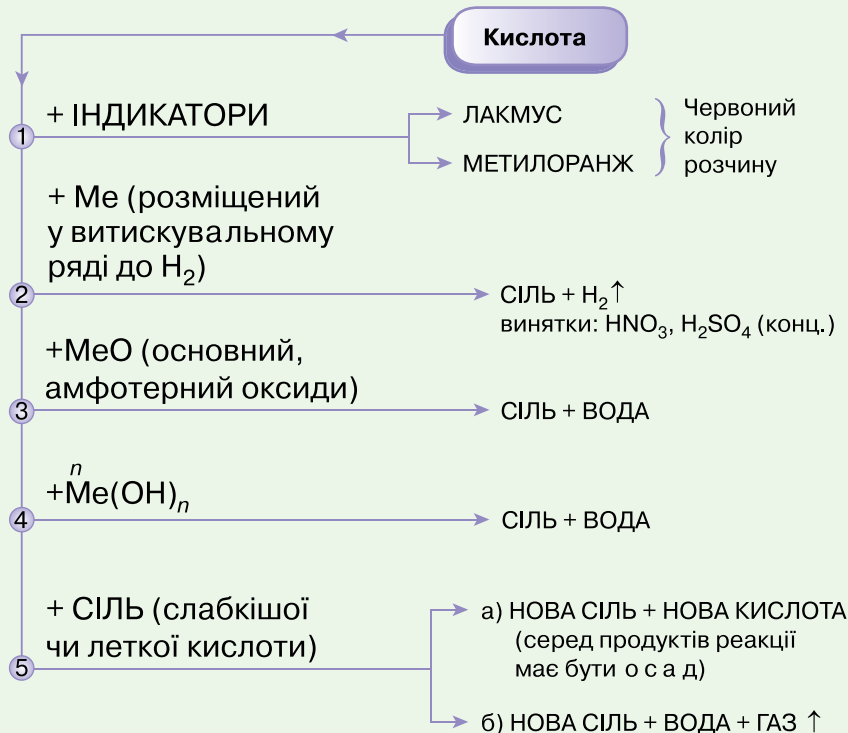 Кислота
+ ІНДИКАТОРИ
1
ЛАКМУС
МЕТИЛОРАНЖ
Червоний
колір
розчину
+ Me (розміщений
у витискувальному
ряді до H₂)
2
СІЛЬ + H₂↑
винятки: HNO₃, H₂SO₄ (конц.)
+MeO (основний,
амфотерний оксиди)
3
СІЛЬ + ВОДА
n
+Me(OH)ₙ
4
СІЛЬ + ВОДА
+ СІЛЬ (слабкішої
чи леткої кислоти)
5
а) НОВА СІЛЬ + НОВА КИСЛОТА
(серед продуктів реакції
має бути о с а д)
б) НОВА СІЛЬ + ВОДА + ГАЗ ↑